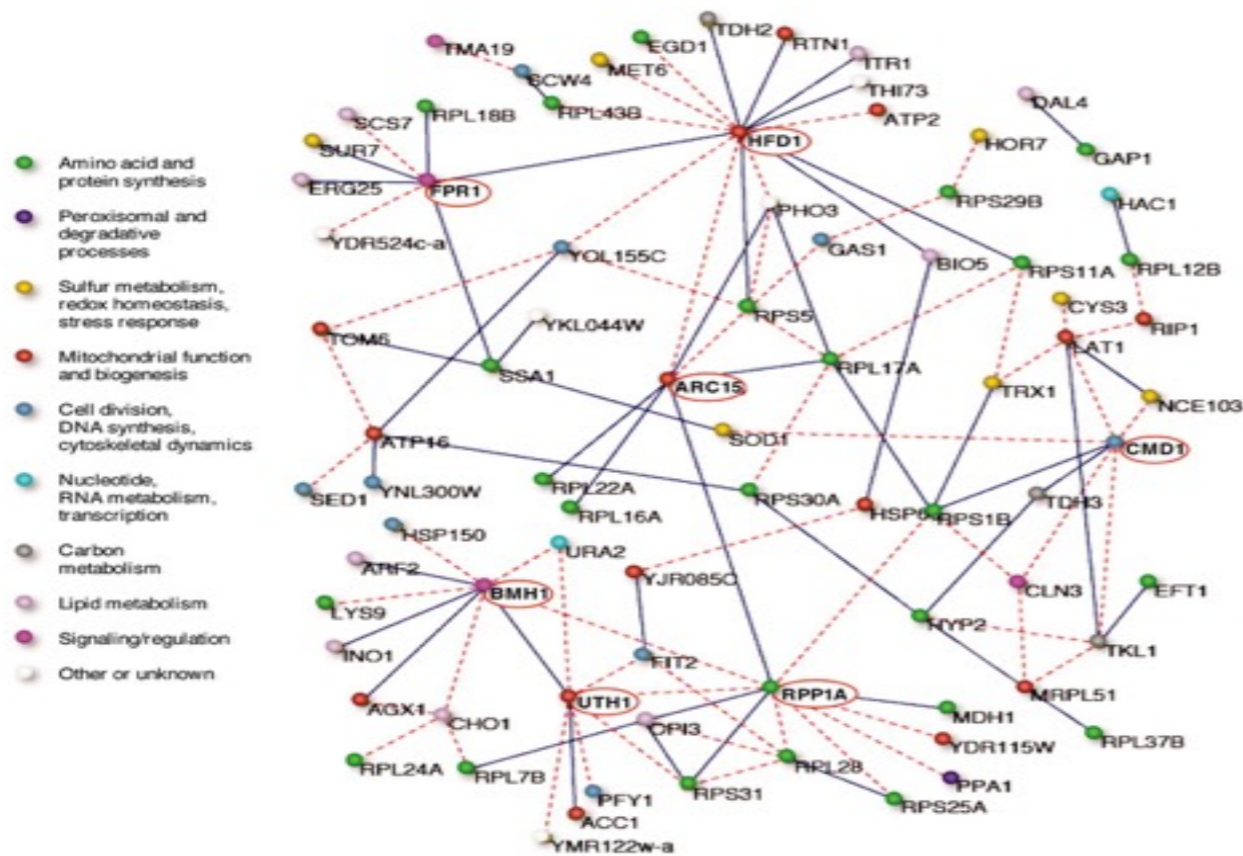 TDH2
RTN1
EGD1
TMA19
ITR1
MET6
SCW4
THI73
DAL4
RPL43B
ATP2
SCS7
RPL18B
HFD1
HOR7
SUR7
GAP1
Amino acid and
protein synthesis
ERG25
FPR1
RPS29B
HAC1
PHO3
Peroxisomal and
degradative
processes
YDR524c-a
YOL155C
GAS1
BIO5
RPS11A
RPL12B
Sulfur metabolism,
redox homeostasis,
stress response
CYS3
RPS5
YKL044W
RIP1
TOM6
LAT1
Mitochondrial function
and biogenesis
SSA1
RPL17A
ARC15
TRX1
NCE103
Cell division,
DNA synthesis,
cytoskeletal dynamics
ATP16
SOD1
CMD1
Nucleotide,
RNA metabolism,
transcription
SED1
YNL300W
RPL22A
RPS30A
TDH3
RPL16A
RPS1B
HSP150
Carbon
metabolism
URA2
ARF2
YJR085C
CLN3
EFT1
Lipid metabolism
BMH1
LYS9
HYP2
Signaling/regulation
INO1
FIT2
TKL1
Other or unknown
AGX1
UTH1
RPP1A
MRPL51
CHO1
OPI3
MDH1
YDR115W
RPL37B
RPL24A
RPL7B
RPL28
PPA1
RPS31
PFY1
RPS25A
ACC1
YMR122w-a